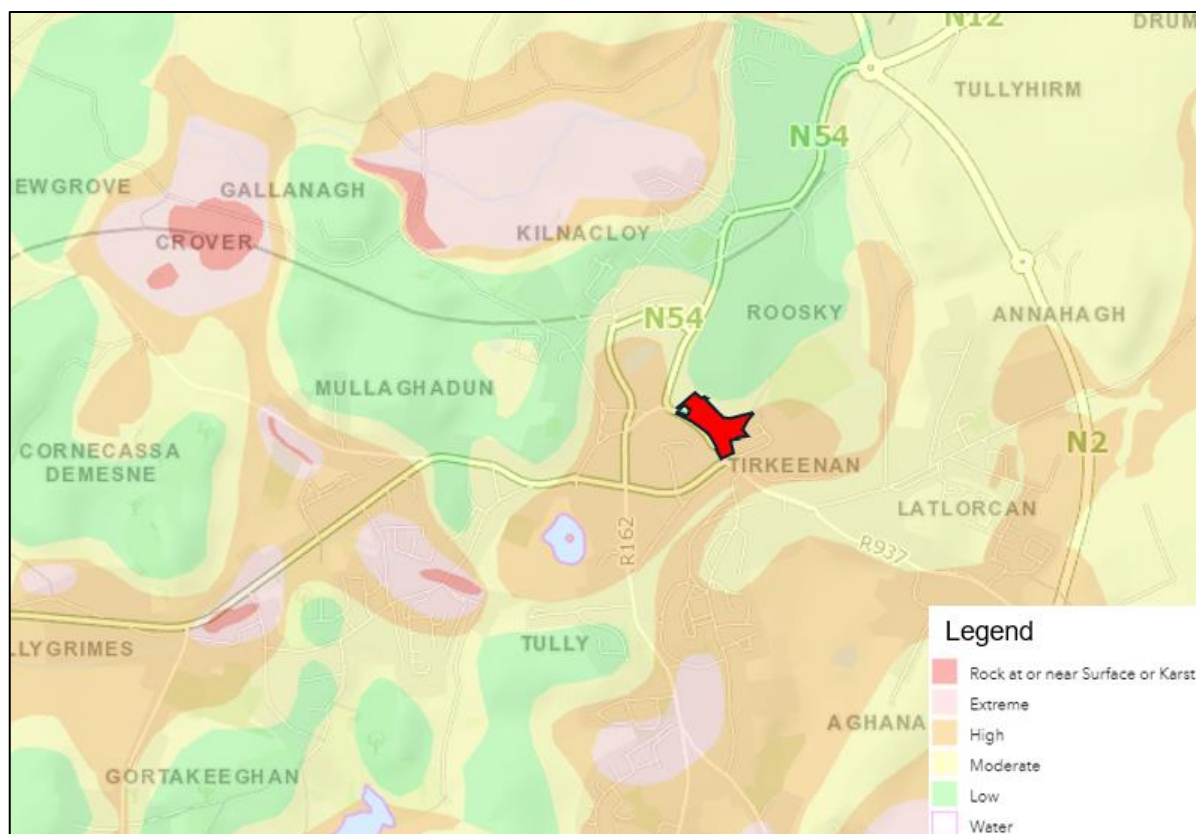 N12
DRUM
TULLYHIRM
N54
EWGROVE
GALLANAGH
KILNACLOY
CROVER
ROOSKY
ANNAHAGH
N54
MULLAGHADUN
CORNECASSA
DEMESNE
N2
TIRKEENAN
LATLORCAN
R162
R937
TULLY
LLYGRIMES
AGHANA
GORTAKEEGHAN
Legend
Rock at or near Surface or Karst
Extreme
High
Moderate
Low
Water